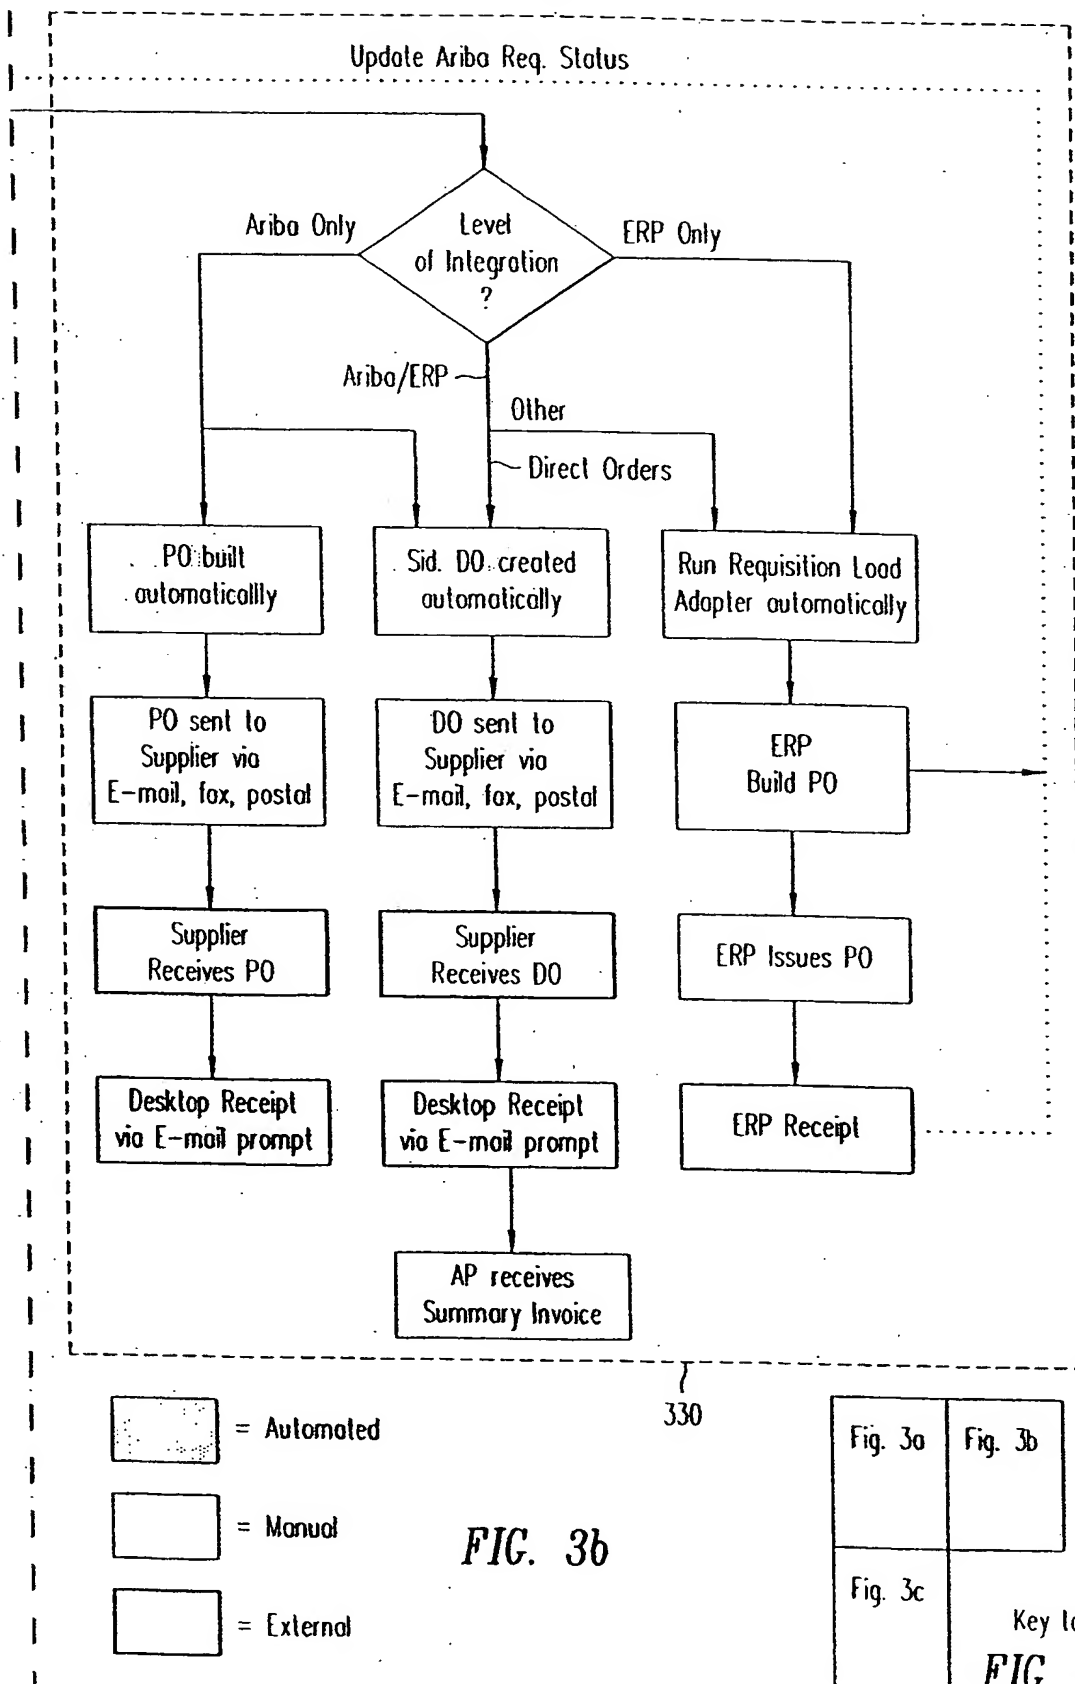 Update Ariba Req. Status
Ariba Only
Level
of Integration
?
ERP Only
Ariba/ERP
Other
Direct Orders
PO built
automaticallly
Sid. DO created
automatically
Run Requisition Load
Adapter automatically
PO sent to
Supplier via
E-mail, fax, postal
DO sent to
Supplier via
E-mail, fax, postal
ERP
Build PO
Supplier
Receives PO
Supplier
Receives DO
ERP Issues PO
Desktop Receipt
via E-mail prompt
Desktop Receipt
via E-mail prompt
ERP Receipt
AP receives
Summary Invoice
330
= Automated
= Manual
= External
FIG. 3b
Fig. 3a
Fig. 3b
Fig. 3c
Key
FIG